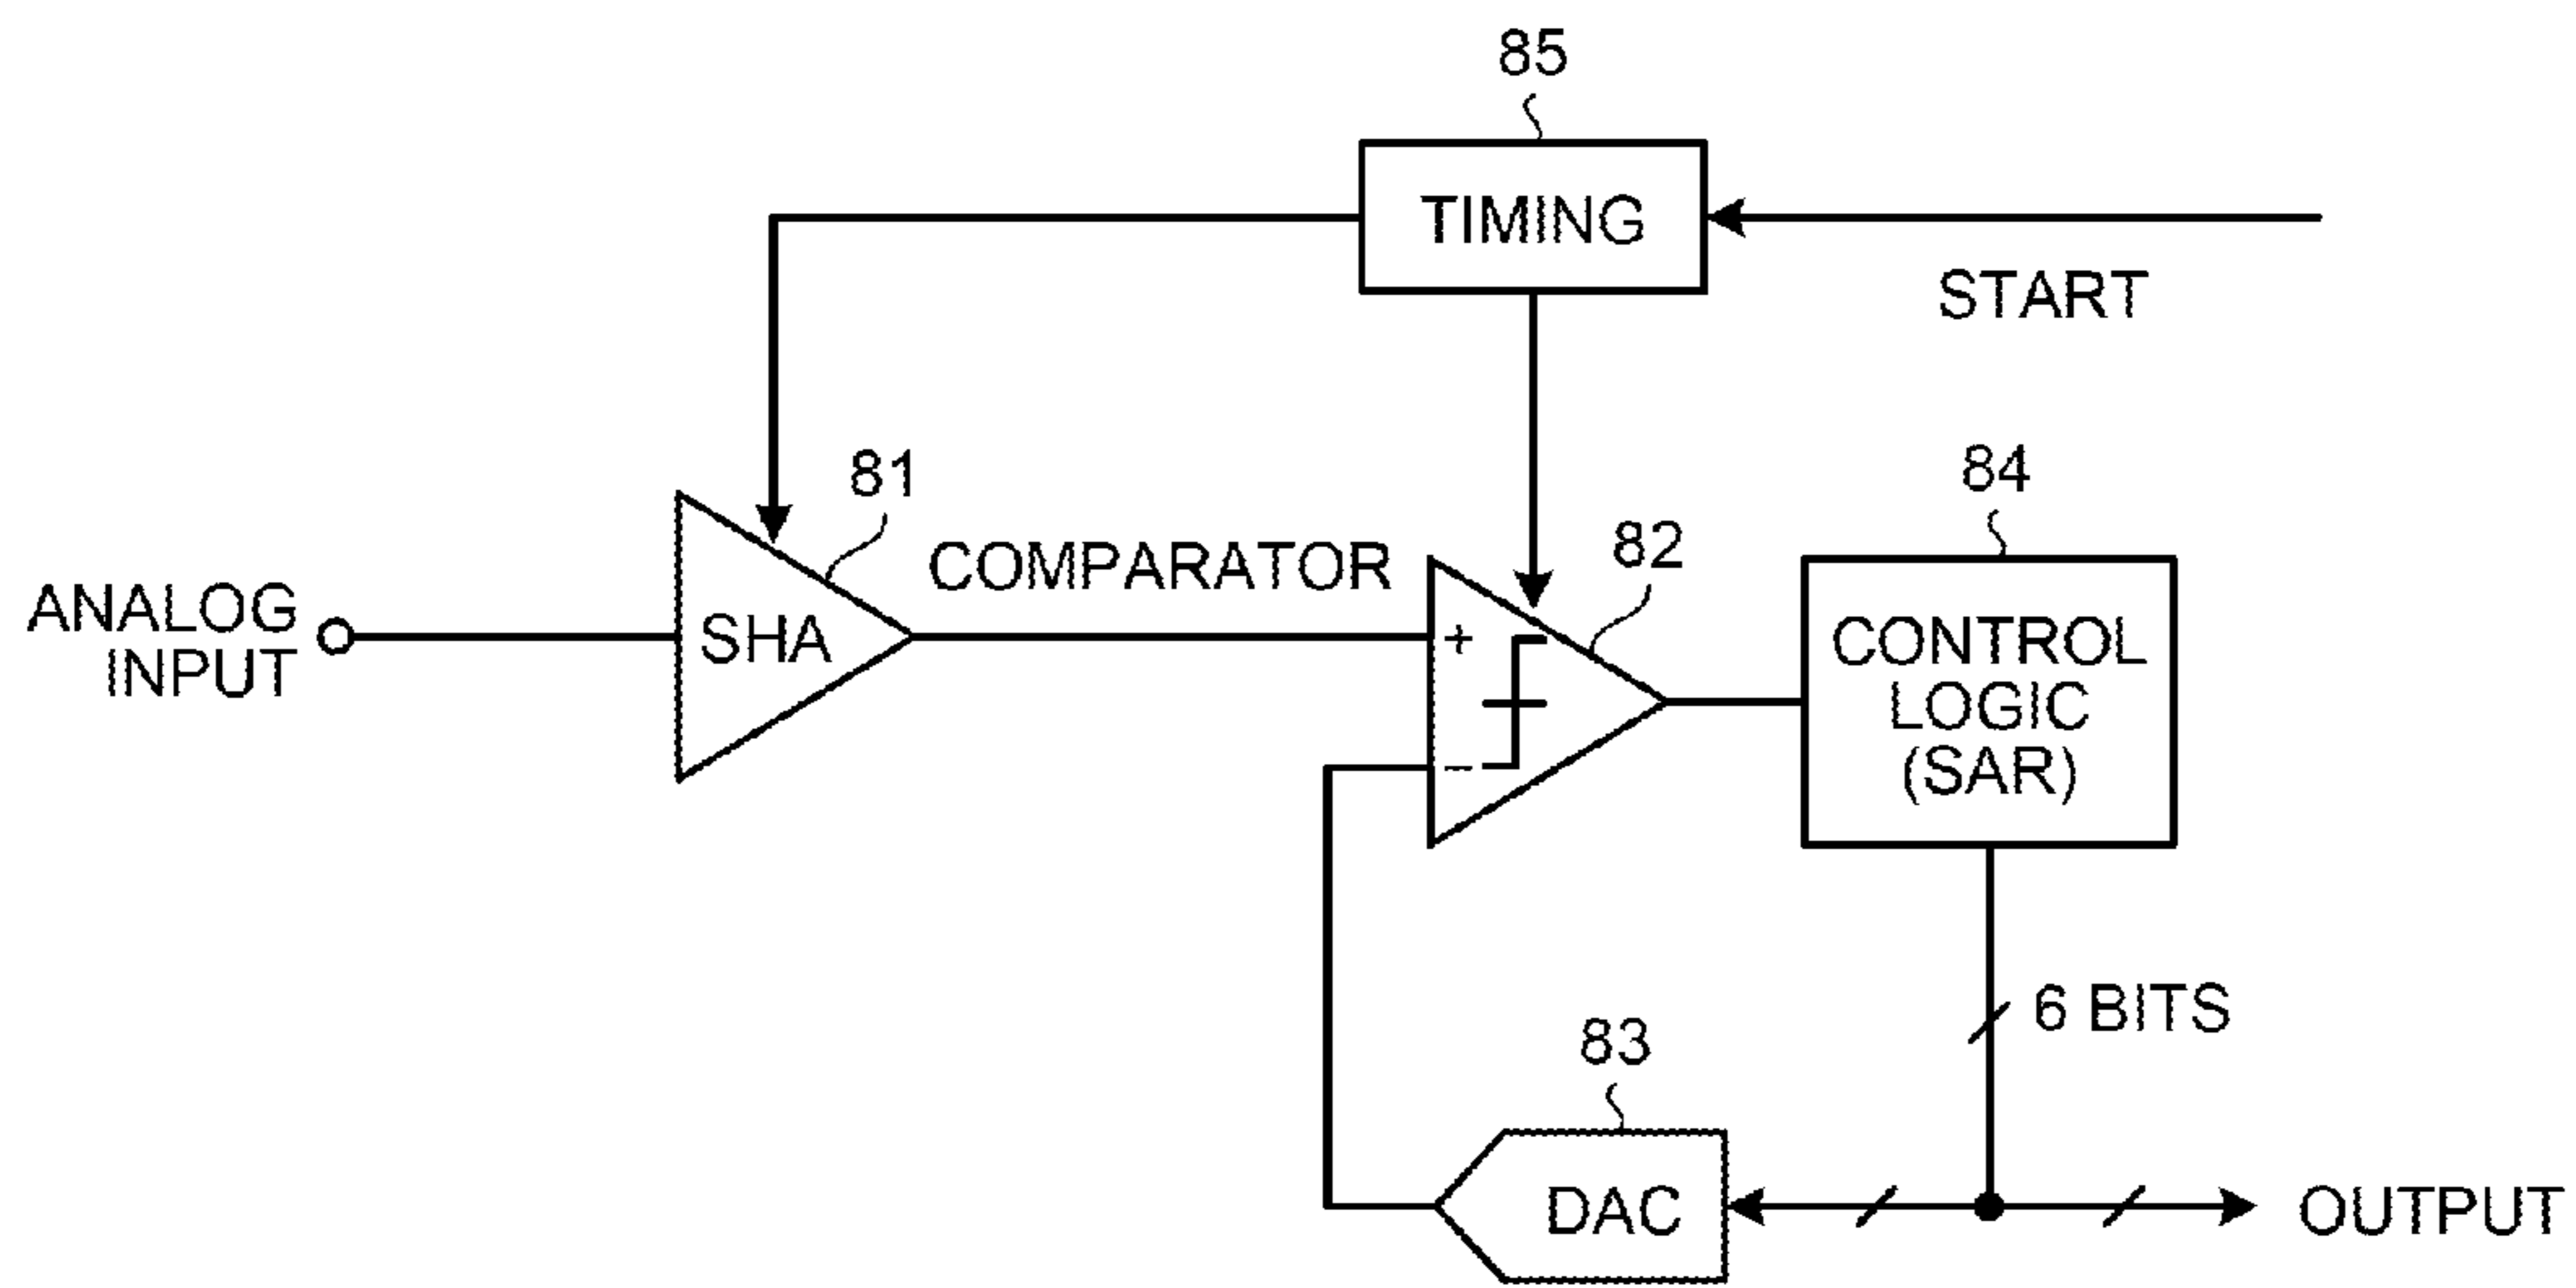 85
TIMING
START
81
84
82
COMPARATOR
ANALOG
INPUT
SHA
+
−
CONTROL
LOGIC
(SAR)
6 BITS
83
DAC
OUTPUT